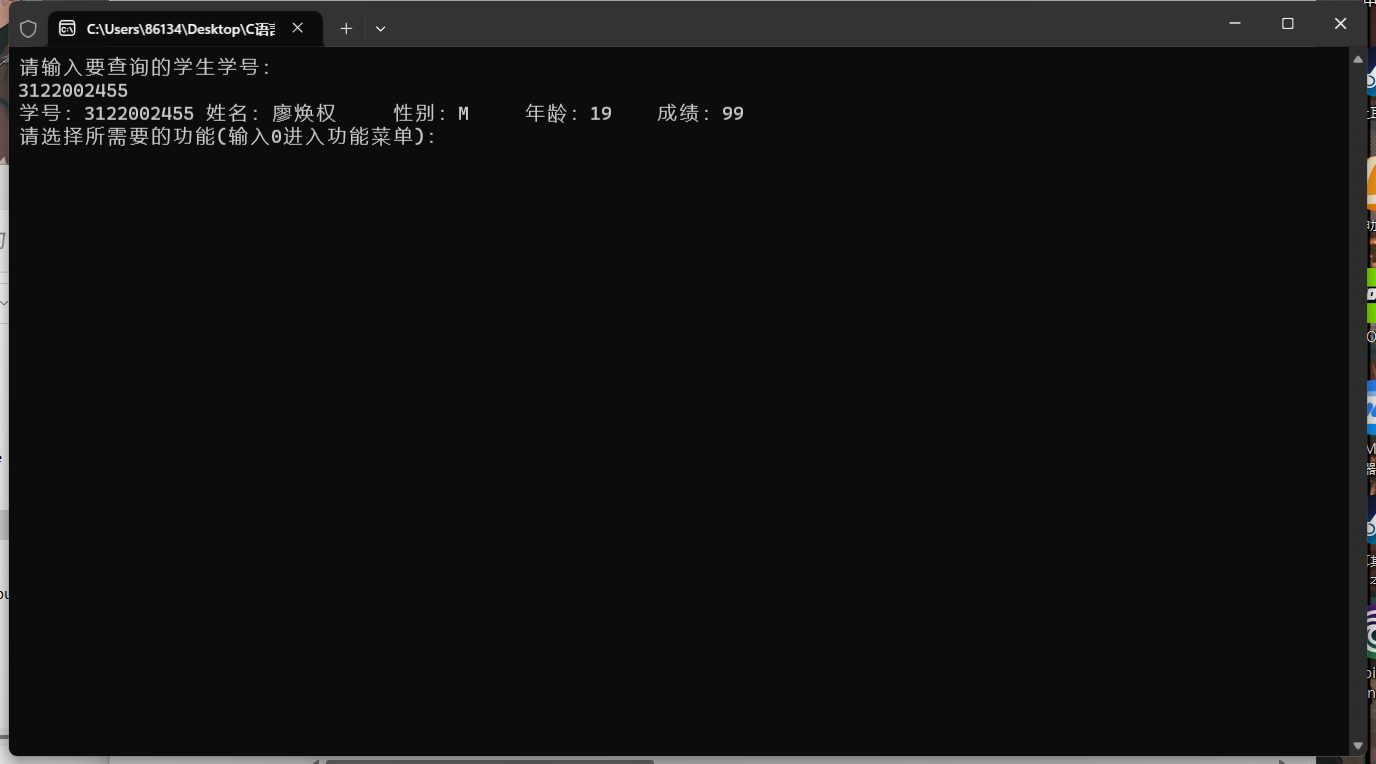 C:\Users\86134\Desktop\C语言
请输入要查询的学生学号:
3122002455
学号: 3122002455 姓名: 廖焕权 性别: M 年龄: 19 成绩: 99
请选择所需要的功能(输入0进入功能菜单):